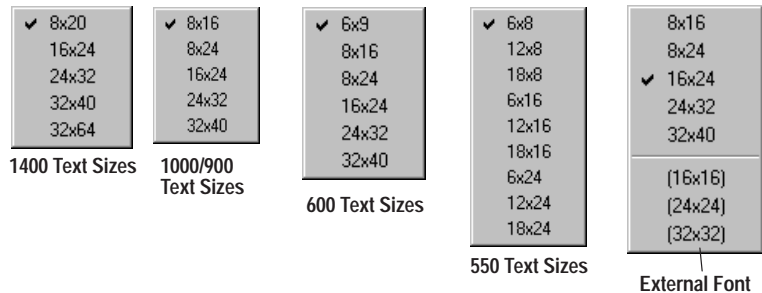 ✔ 8x20
16x24
24x32
32x40
32x64
1400 Text Sizes
✔ 8x16
8x24
16x24
24x32
32x40
1000/900
Text Sizes
✔ 6x9
8x16
8x24
16x24
24x32
32x40
600 Text Sizes
✔ 6x8
12x8
18x8
6x16
12x16
18x16
6x24
12x24
18x24
550 Text Sizes
8x16
8x24
✔ 16x24
24x32
32x40
(16x16)
(24x24)
(32x32)
External Font